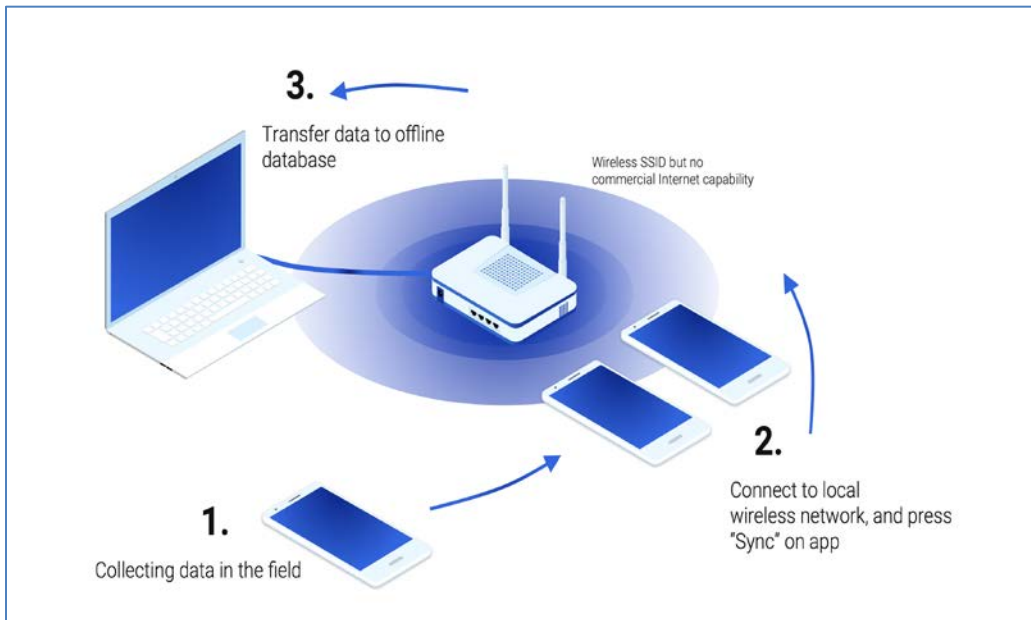 3.
Transfer data to offline
database
Wireless SSID but no
commercial Internet capability
2.
Connect to local
wireless network, and press
"Sync" on app
1.
Collecting data in the field